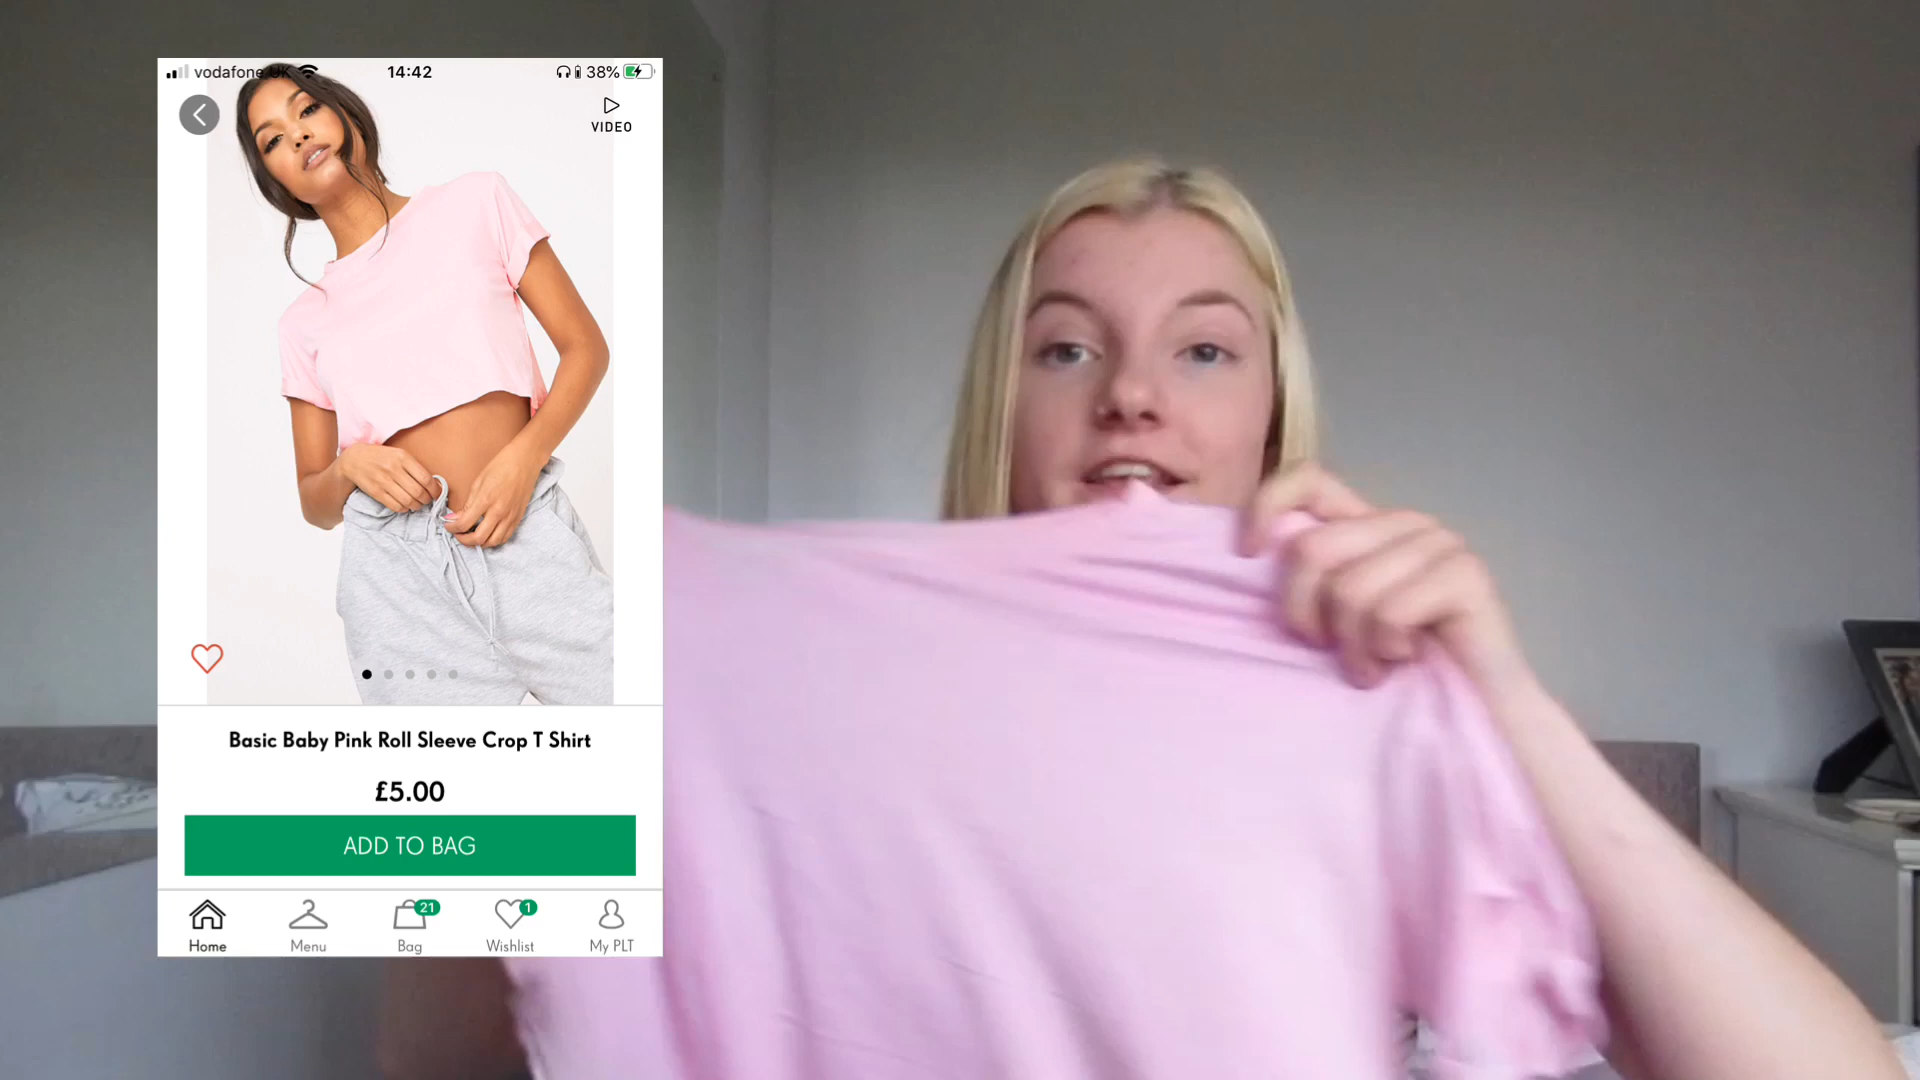 vodafone UK
14:42
38%
VIDEO
Basic Baby Pink Roll Sleeve Crop T Shirt
£5.00
ADD TO BAG
21
1
Home
Menu
Bag
Wishlist
My PLT